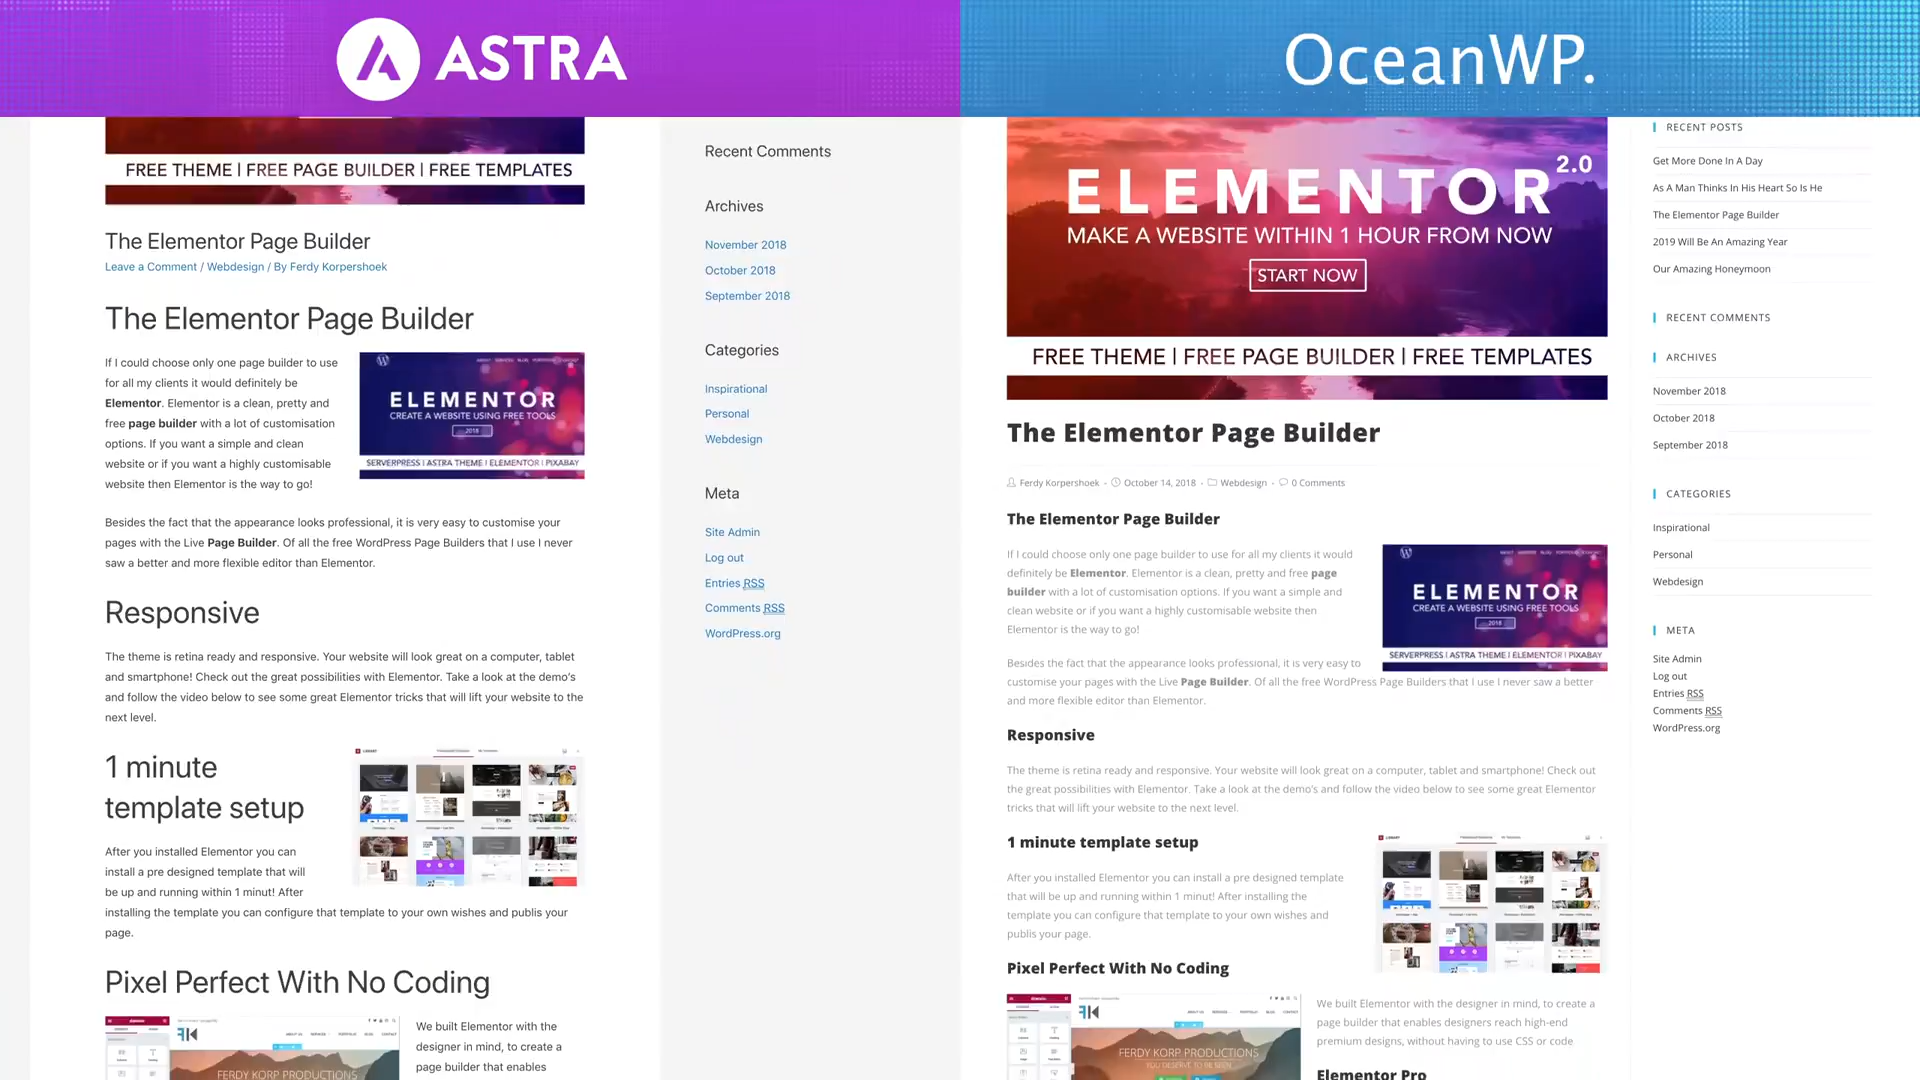 ASTRA
FREE THEME | FREE PAGE BUILDER | FREE TEMPLATES
The Elementor Page Builder
Leave a Comment / Webdesign / By Ferdy Korpershoek
The Elementor Page Builder
If I could choose only one page builder to use
for all my clients it would definitely be
Elementor. Elementor is a clean, pretty and
free page builder with a lot of customisation
options. If you want a simple and clean
website or if you want a highly customisable
website then Elementor is the way to go!
ELEMENTOR
CREATE A WEBSITE USING FREE TOOLS
2018
SERVERPRESS | ASTRA THEME | ELEMENTOR | PIXABAY
Besides the fact that the appearance looks professional, it is very easy to customise your
pages with the Live Page Builder. Of all the free WordPress Page Builders that I use I never
saw a better and more flexible editor than Elementor.
Responsive
The theme is retina ready and responsive. Your website will look great on a computer, tablet
and smartphone! Check out the great possibilities with Elementor. Take a look at the demo's
and follow the video below to see some great Elementor tricks that will lift your website to the
next level.
1 minute
template setup
After you installed Elementor you can
install a pre designed template that will
be up and running within 1 minut! After
installing the template you can configure that template to your own wishes and publis your
page.
Pixel Perfect With No Coding
FERDY KORP PRODUCTIONS
We built Elementor with the
designer in mind, to create a
page builder that enables
Recent Comments
Archives
November 2018
October 2018
September 2018
Categories
Inspirational
Personal
Webdesign
Meta
Site Admin
Log out
Entries RSS
Comments RSS
WordPress.org
OceanWP.
ELEMENTOR 2.0
MAKE A WEBSITE WITHIN 1 HOUR FROM NOW
START NOW
FREE THEME | FREE PAGE BUILDER | FREE TEMPLATES
The Elementor Page Builder
Ferdy Korpershoek - October 14, 2018 - Webdesign - 0 Comments
The Elementor Page Builder
If I could choose only one page builder to use for all my clients it would
definitely be Elementor. Elementor is a clean, pretty and free page
builder with a lot of customisation options. If you want a simple and
clean website or if you want a highly customisable website then
Elementor is the way to go!
ELEMENTOR
CREATE A WEBSITE USING FREE TOOLS
2018
SERVERPRESS | ASTRA THEME | ELEMENTOR | PIXABAY
Besides the fact that the appearance looks professional, it is very easy to
customise your pages with the Live Page Builder. Of all the free WordPress Page Builders that I use I never saw a better
and more flexible editor than Elementor.
Responsive
The theme is retina ready and responsive. Your website will look great on a computer, tablet and smartphone! Check out
the great possibilities with Elementor. Take a look at the demo's and follow the video below to see some great Elementor
tricks that will lift your website to the next level.
1 minute template setup
After you installed Elementor you can install a pre designed template
that will be up and running within 1 minut! After installing the
template you can configure that template to your own wishes and
publis your page.
Pixel Perfect With No Coding
FERDY KORP PRODUCTIONS
We built Elementor with the designer in mind, to create a
page builder that enables designers reach high-end
premium designs, without having to use CSS or code
Elementor Pro
RECENT POSTS
Get More Done In A Day
As A Man Thinks In His Heart So Is He
The Elementor Page Builder
2019 Will Be An Amazing Year
Our Amazing Honeymoon
RECENT COMMENTS
ARCHIVES
November 2018
October 2018
September 2018
CATEGORIES
Inspirational
Personal
Webdesign
META
Site Admin
Log out
Entries RSS
Comments RSS
WordPress.org